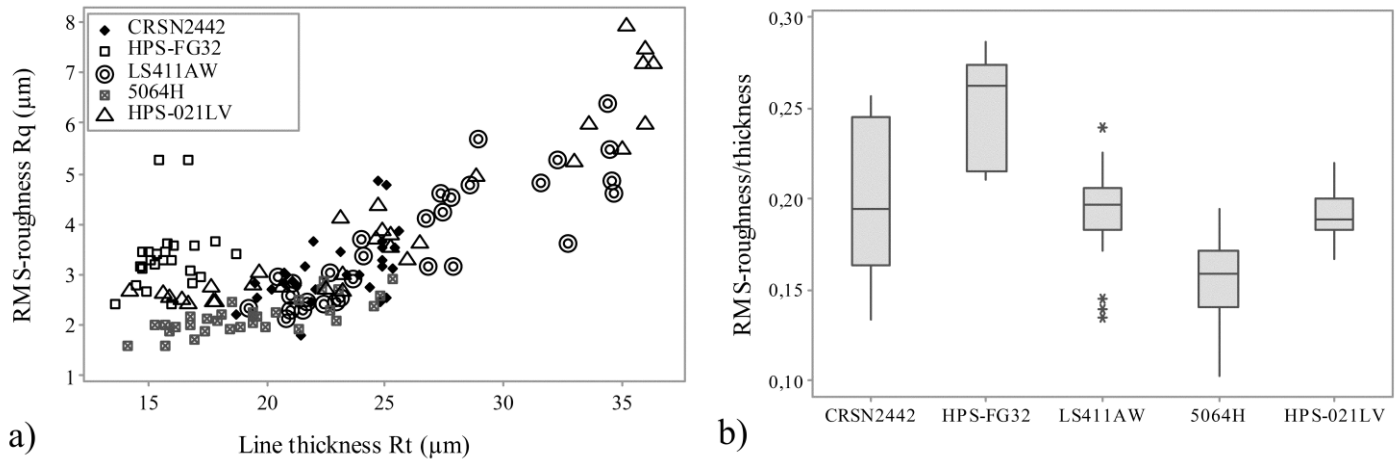 8
7
6
5
4
3
2
1
RMS-roughness Rq (µm)
CRSN2442
HPS-FG32
LS411AW
5064H
HPS-021LV
15
20
25
30
35
Line thickness Rt (µm)
a)
0,30
0,25
0,20
0,15
0,10
RMS-roughness/thickness
CRSN2442
HPS-FG32
LS411AW
5064H
HPS-021LV
b)